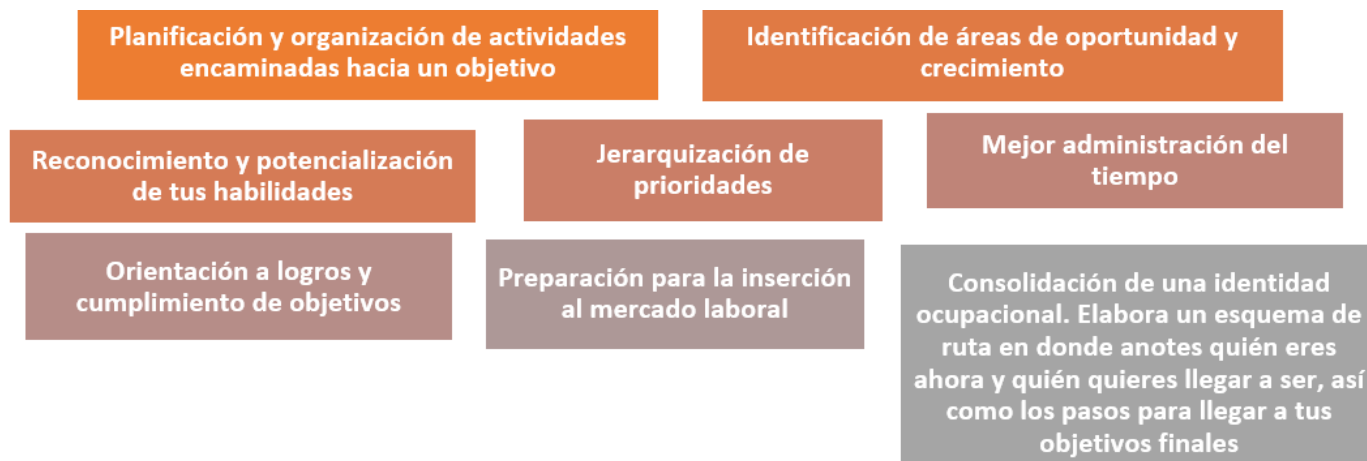 Planificación y organización de actividades
encaminadas hacia un objetivo
Identificación de áreas de oportunidad y
crecimiento
Reconocimiento y potencialización
de tus habilidades
Jerarquización de
prioridades
Mejor administración del
tiempo
Orientación a logros y
cumplimiento de objetivos
Preparación para la inserción
al mercado laboral
Consolidación de una identidad
ocupacional. Elabora un esquema de
ruta en donde anotes quién eres
ahora y quién quieres llegar a ser, así
como los pasos para llegar a tus
objetivos finales